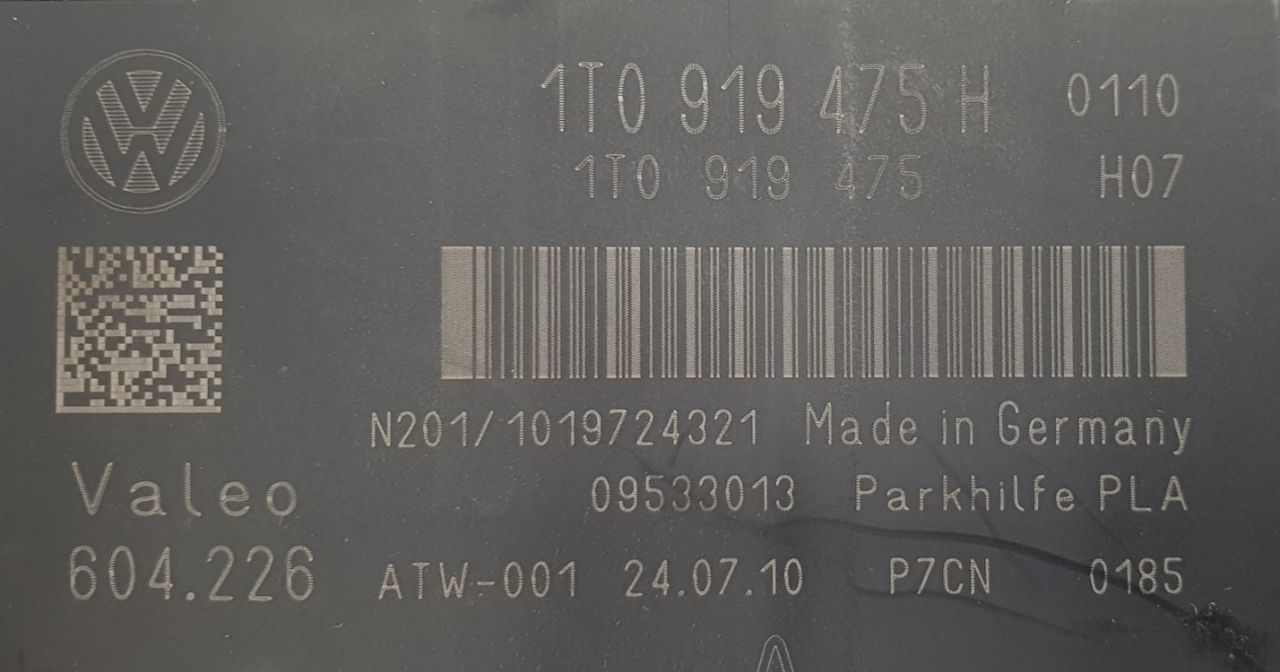 1T0 919 475 H 0110
1T0 919 475 H07
N201/1019724321 Made in Germany
Valeo 09533013 Parkhilfe PLA
604.226 ATW-001 24.07.10 P7CN 0185
A